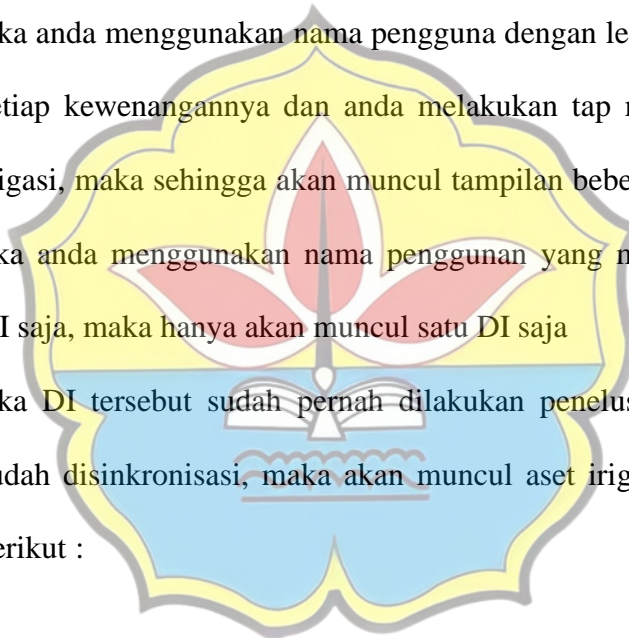 ka anda menggunakan nama pengguna dengan le
etiap kewenangannya dan anda melakukan tap
igasi, maka sehingga akan muncul tampilan bebe
ka anda menggunakan nama penggunan yang
I saja, maka hanya akan muncul satu DI saja
ka DI tersebut sudah pernah dilakukan penelus
udah disinkronisasi, maka akan muncul aset irig
erikut :